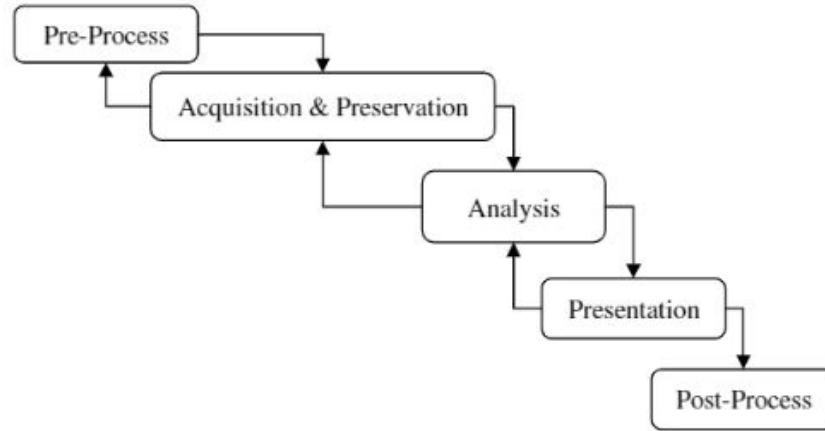 Pre-Process
Acquisition & Preservation
Analysis
Presentation
Post-Process